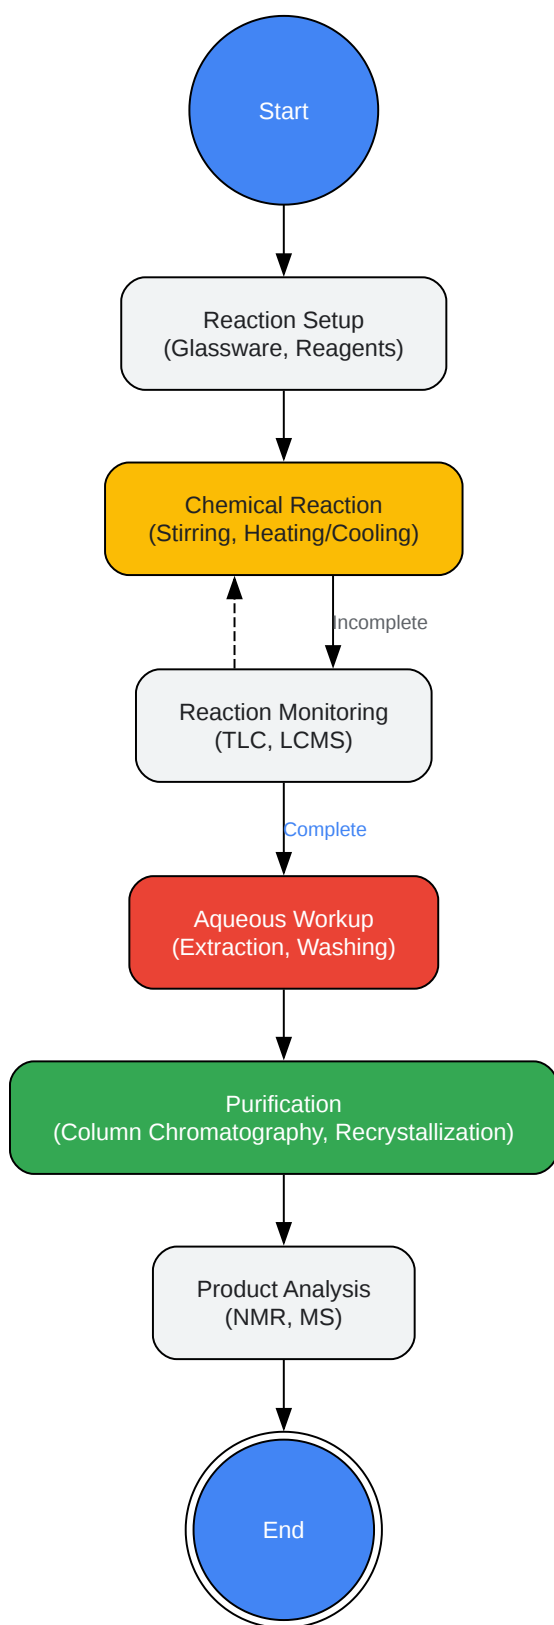 Start
Reaction Setup
(Glassware, Reagents)
Chemical Reaction
(Stirring, Heating/Cooling)
Incomplete
Reaction Monitoring
(TLC, LCMS)
Complete
Aqueous Workup
(Extraction, Washing)
Purification
(Column Chromatography, Recrystallization)
Product Analysis
(NMR, MS)
End